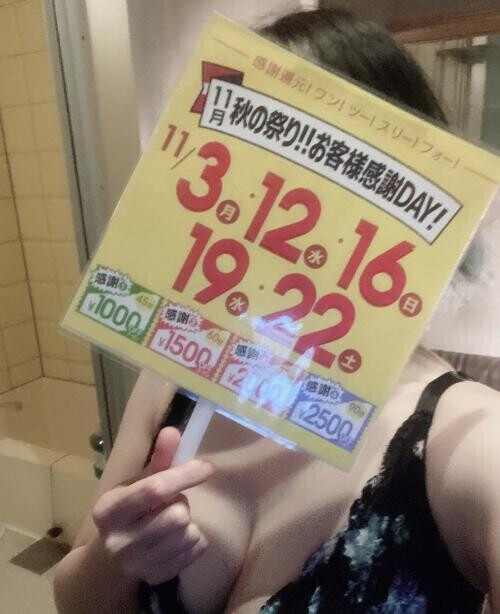 感謝還元！ワン！ツー！スリー！フォー！
11月 秋の祭り!!お客様感謝DAY!
11/3月・12水・16日
19水・22土
感謝1 45分 ¥1000
感謝2 60分 ¥1500
感謝
感謝4 90分 ¥2500